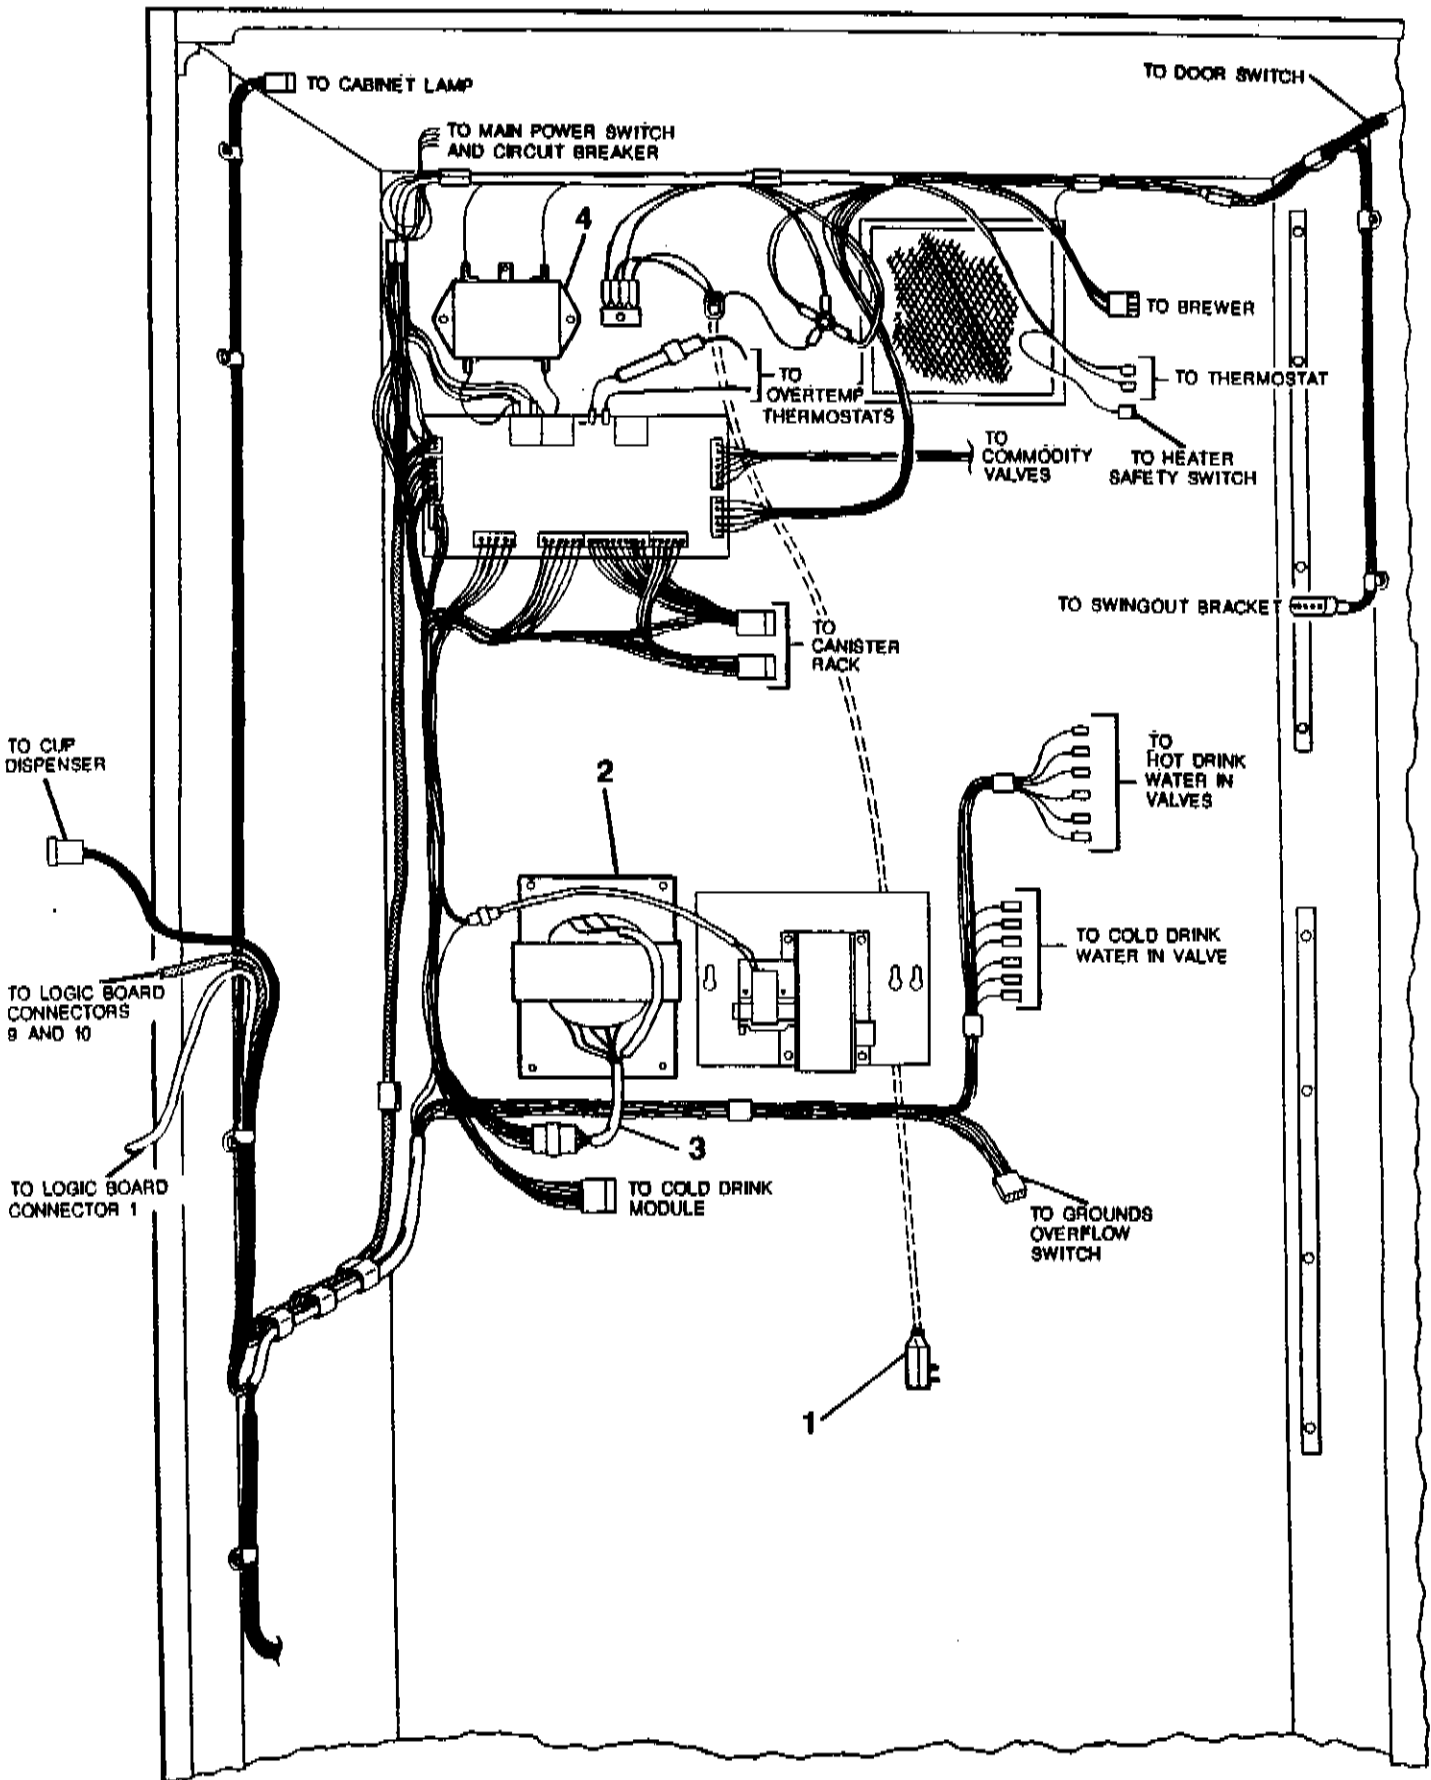 TO CABINET LAMP
TO DOOR SWITCH
TO MAIN POWER SWITCH
AND CIRCUIT BREAKER
4
TO BREWER
TO THERMOSTAT
TO
OVERTEMP
THERMOSTATS
TO
COMMODITY
VALVES
TO HEATER
SAFETY SWITCH
TO SWINGOUT BRACKET
TO
CANISTER
RACK
TO CUP
DISPENSER
2
TO
HOT DRINK
WATER IN
VALVES
TO COLD DRINK
WATER IN VALVE
TO LOGIC BOARD
CONNECTORS
9 AND 10
3
TO LOGIC BOARD
CONNECTOR 1
TO COLD DRINK
MODULE
TO GROUNDS
OVERFLOW
SWITCH
1